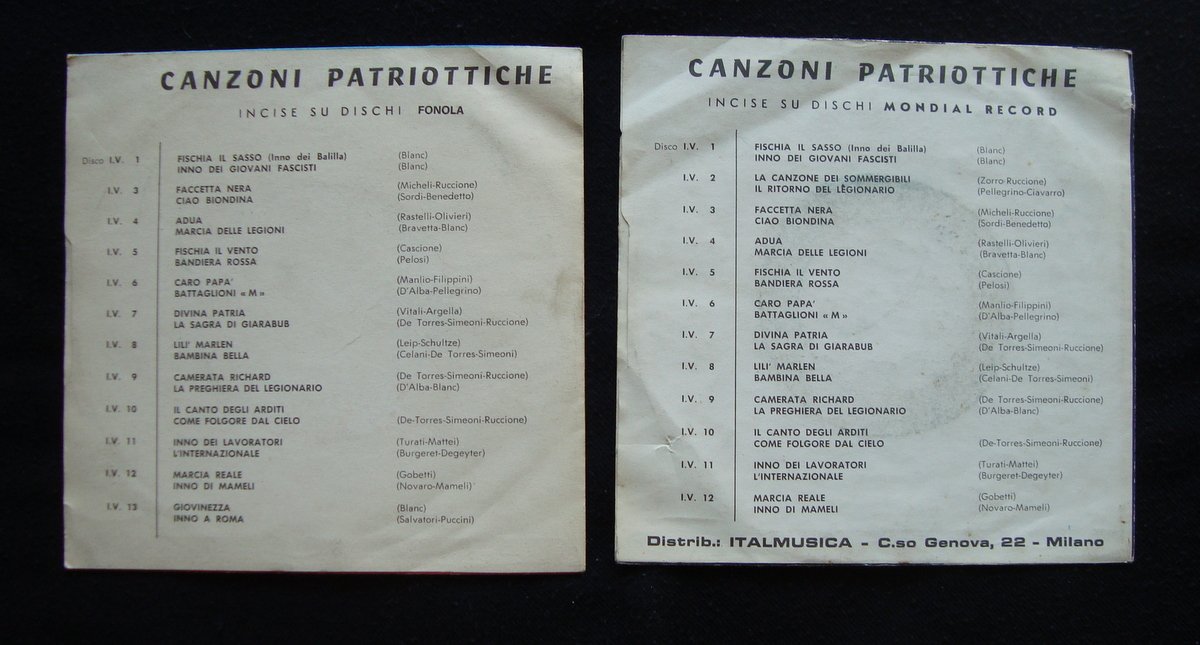 CANZONI PATRIOTTICHE
INCISE SU DISCHI FONOLA
Disco I.V. 1 FISCHIA IL SASSO (Inno dei Balilla) (Blanc)
INNO DEI GIOVANI FASCISTI (Blanc)
I.V. 3 FACCETTA NERA (Micheli-Ruccione)
CIAO BIONDINA (Sordi-Benedetto)
I.V. 4 ADUA (Rastelli-Olivieri)
MARCIA DELLE LEGIONI (Bravetta-Blanc)
I.V. 5 FISCHIA IL VENTO (Cascione)
BANDIERA ROSSA (Pelosi)
I.V. 6 CARO PAPA' (Manlio-Filippini)
BATTAGLIONI « M » (D'Alba-Pellegrino)
I.V. 7 DIVINA PATRIA (Vitali-Argella)
LA SAGRA DI GIARABUB (De Torres-Simeoni-Ruccione)
I.V. 8 LILI' MARLEN (Leip-Schultze)
BAMBINA BELLA (Celani-De Torres-Simeoni)
I.V. 9 CAMERATA RICHARD (De Torres-Simeoni-Ruccione)
LA PREGHIERA DEL LEGIONARIO (D'Alba-Blanc)
I.V. 10 IL CANTO DEGLI ARDITI
COME FOLGORE DAL CIELO (De-Torres-Simeoni-Ruccione)
I.V. 11 INNO DEI LAVORATORI (Turati-Mattei)
L'INTERNAZIONALE (Burgeret-Degeyter)
I.V. 12 MARCIA REALE (Gobetti)
INNO DI MAMELI (Novaro-Mameli)
I.V. 13 GIOVINEZZA (Blanc)
INNO A ROMA (Salvatori-Puccini)
CANZONI PATRIOTTICHE
INCISE SU DISCHI MONDIAL RECORD
Disco I.V. 1 FISCHIA IL SASSO (Inno dei Balilla) (Blanc)
INNO DEI GIOVANI FASCISTI (Blanc)
I.V. 2 LA CANZONE DEI SOMMERGIBILI (Zorro-Ruccione)
IL RITORNO DEL LEGIONARIO (Pellegrino-Ciavarro)
I.V. 3 FACCETTA NERA (Micheli-Ruccione)
CIAO BIONDINA (Sordi-Benedetto)
I.V. 4 ADUA (Rastelli-Olivieri)
MARCIA DELLE LEGIONI (Bravetta-Blanc)
I.V. 5 FISCHIA IL VENTO (Cascione)
BANDIERA ROSSA (Pelosi)
I.V. 6 CARO PAPA' (Manlio-Filippini)
BATTAGLIONI « M » (D'Alba-Pellegrino)
I.V. 7 DIVINA PATRIA (Vitali-Argella)
LA SAGRA DI GIARABUB (De Torres-Simeoni-Ruccione)
I.V. 8 LILI' MARLEN (Leip-Schultze)
BAMBINA BELLA (Celani-De Torres-Simeoni)
I.V. 9 CAMERATA RICHARD (De Torres-Simeoni-Ruccione)
LA PREGHIERA DEL LEGIONARIO (D'Alba-Blanc)
I.V. 10 IL CANTO DEGLI ARDITI
COME FOLGORE DAL CIELO (De-Torres-Simeoni-Ruccione)
I.V. 11 INNO DEI LAVORATORI (Turati-Mattei)
L'INTERNAZIONALE (Burgeret-Degeyter)
I.V. 12 MARCIA REALE (Gobetti)
INNO DI MAMELI (Novaro-Mameli)
Distrib.: ITALMUSICA - C.so Genova, 22 - Milano